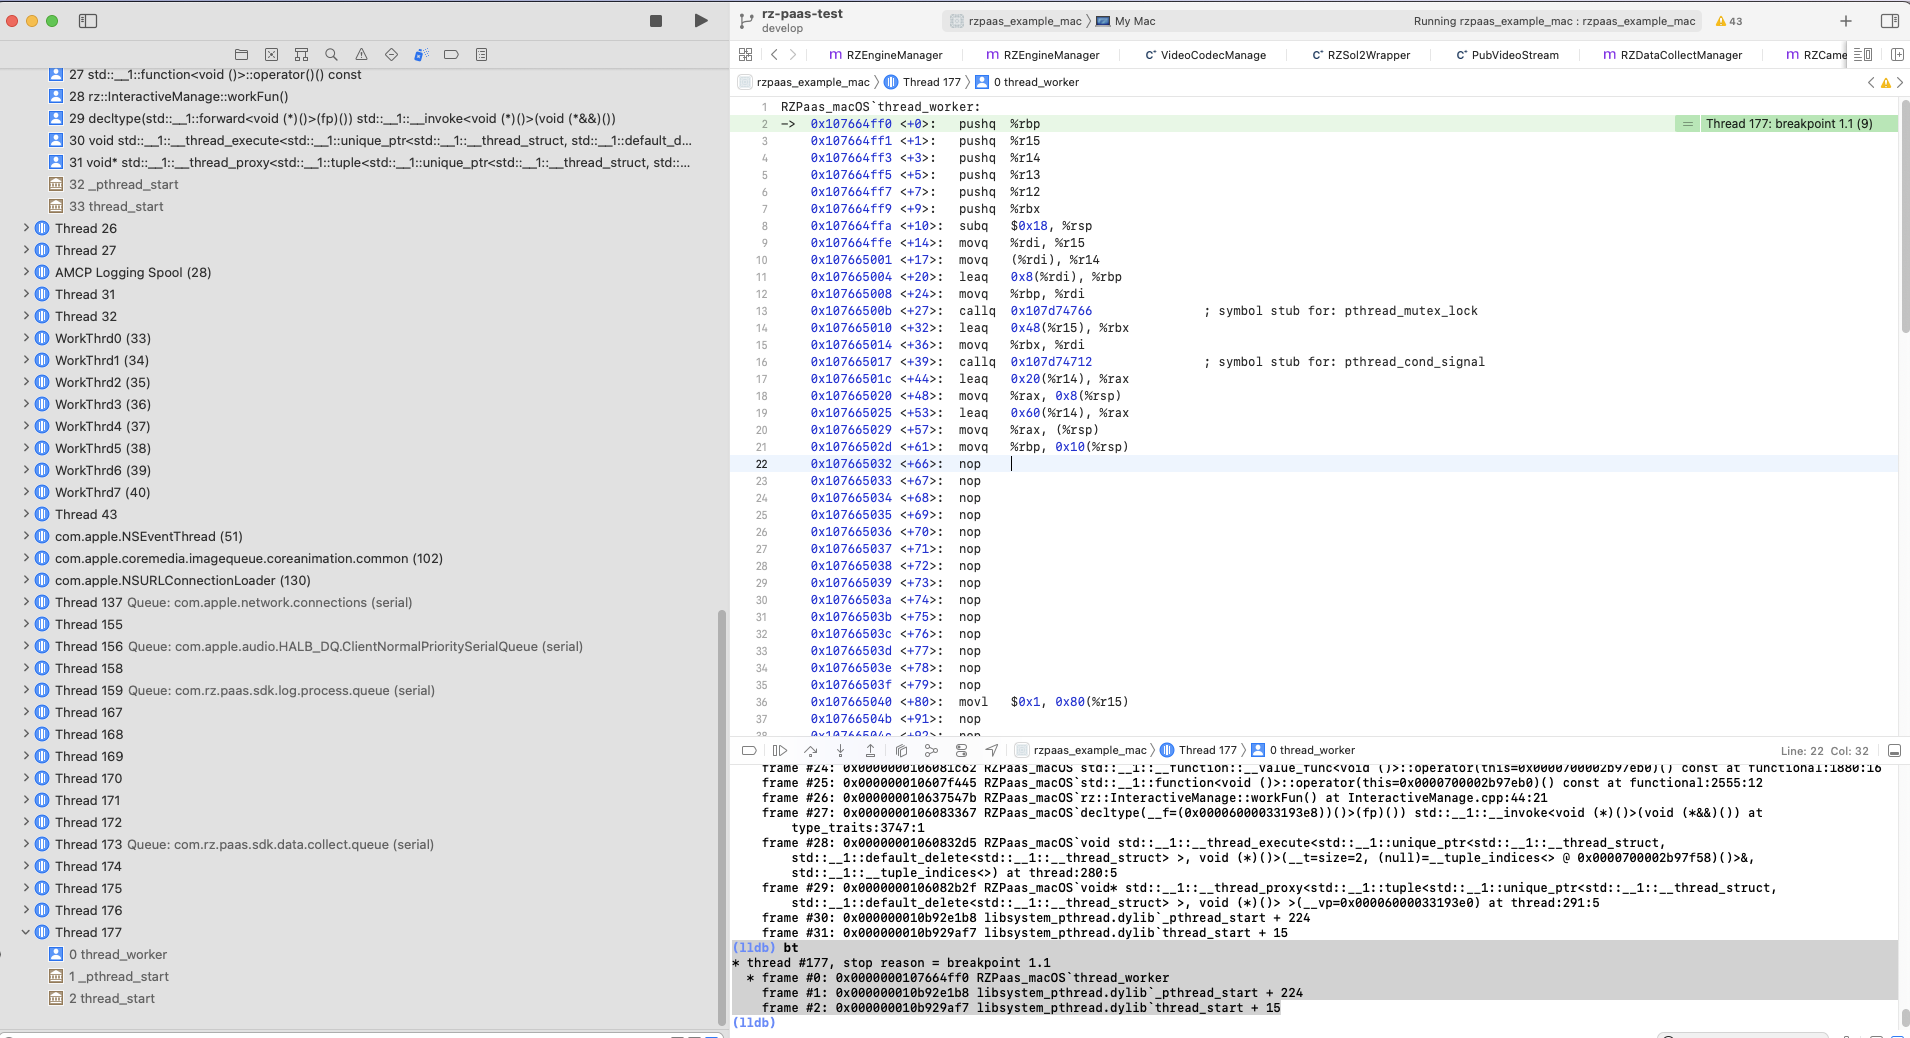 rz-paas-test
develop
rzpaas_example_mac
My Mac
Running rzpaas_example_mac : rzpaas_example_mac
43
m RZEngineManager
m RZEngineManager
C⁺ VideoCodecManage
C⁺ RZSol2Wrapper
C⁺ PubVideoStream
m RZDataCollectManager
m RZCame
rzpaas_example_mac
Thread 177
0 thread_worker
27 std::__1::function<void ()>::operator()() const
28 rz::InteractiveManage::workFun()
29 decltype(std::__1::forward<void (*)()>(fp)()) std::__1::__invoke<void (*)()>(void (*&&)())
30 void std::__1::__thread_execute<std::__1::unique_ptr<std::__1::__thread_struct, std::__1::default_d...
31 void* std::__1::__thread_proxy<std::__1::tuple<std::__1::unique_ptr<std::__1::__thread_struct, std::...
32 _pthread_start
33 thread_start
Thread 26
Thread 27
AMCP Logging Spool (28)
Thread 31
Thread 32
WorkThrd0 (33)
WorkThrd1 (34)
WorkThrd2 (35)
WorkThrd3 (36)
WorkThrd4 (37)
WorkThrd5 (38)
WorkThrd6 (39)
WorkThrd7 (40)
Thread 43
com.apple.NSEventThread (51)
com.apple.coremedia.imagequeue.coreanimation.common (102)
com.apple.NSURLConnectionLoader (130)
Thread 137 Queue: com.apple.network.connections (serial)
Thread 155
Thread 156 Queue: com.apple.audio.HALB_DQ.ClientNormalPrioritySerialQueue (serial)
Thread 158
Thread 159 Queue: com.rz.paas.sdk.log.process.queue (serial)
Thread 167
Thread 168
Thread 169
Thread 170
Thread 171
Thread 172
Thread 173 Queue: com.rz.paas.sdk.data.collect.queue (serial)
Thread 174
Thread 175
Thread 176
Thread 177
0 thread_worker
1 _pthread_start
2 thread_start
1 RZPaas_macOS`thread_worker:
2 -> 0x107664ff0 <+0>: pushq %rbp
Thread 177: breakpoint 1.1 (9)
3 0x107664ff1 <+1>: pushq %r15
4 0x107664ff3 <+3>: pushq %r14
5 0x107664ff5 <+5>: pushq %r13
6 0x107664ff7 <+7>: pushq %r12
7 0x107664ff9 <+9>: pushq %rbx
8 0x107664ffa <+10>: subq $0x18, %rsp
9 0x107664ffe <+14>: movq %rdi, %r15
10 0x107665001 <+17>: movq (%rdi), %r14
11 0x107665004 <+20>: leaq 0x8(%rdi), %rbp
12 0x107665008 <+24>: movq %rbp, %rdi
13 0x10766500b <+27>: callq 0x107d74766 ; symbol stub for: pthread_mutex_lock
14 0x107665010 <+32>: leaq 0x48(%r15), %rbx
15 0x107665014 <+36>: movq %rbx, %rdi
16 0x107665017 <+39>: callq 0x107d74712 ; symbol stub for: pthread_cond_signal
17 0x10766501c <+44>: leaq 0x20(%r14), %rax
18 0x107665020 <+48>: movq %rax, 0x8(%rsp)
19 0x107665025 <+53>: leaq 0x60(%r14), %rax
20 0x107665029 <+57>: movq %rax, (%rsp)
21 0x10766502d <+61>: movq %rbp, 0x10(%rsp)
22 0x107665032 <+66>: nop
23 0x107665033 <+67>: nop
24 0x107665034 <+68>: nop
25 0x107665035 <+69>: nop
26 0x107665036 <+70>: nop
27 0x107665037 <+71>: nop
28 0x107665038 <+72>: nop
29 0x107665039 <+73>: nop
30 0x10766503a <+74>: nop
31 0x10766503b <+75>: nop
32 0x10766503c <+76>: nop
33 0x10766503d <+77>: nop
34 0x10766503e <+78>: nop
35 0x10766503f <+79>: nop
36 0x107665040 <+80>: movl $0x1, 0x80(%r15)
37 0x10766504b <+91>: nop
38 0x10766504c <+92>: nop
rzpaas_example_mac
Thread 177
0 thread_worker
Line: 22 Col: 32
frame #24: 0x0000000106081c62 RZPaas_macOS`std::__1::__function::__value_func<void ()>::operator(this=0x0000700002b97eb0)() const at functional:1880:16
frame #25: 0x000000010607f445 RZPaas_macOS`std::__1::function<void ()>::operator(this=0x0000700002b97eb0)() const at functional:2555:12
frame #26: 0x000000010637547b RZPaas_macOS`rz::InteractiveManage::workFun() at InteractiveManage.cpp:44:21
frame #27: 0x0000000106083367 RZPaas_macOS`decltype(__f=(0x00006000033193e8))()>(fp)()) std::__1::__invoke<void (*)()>(void (*&&)()) at
type_traits:3747:1
frame #28: 0x00000001060832d5 RZPaas_macOS`void std::__1::__thread_execute<std::__1::unique_ptr<std::__1::__thread_struct,
std::__1::default_delete<std::__1::__thread_struct> >, void (*)()>(__t=size=2, (null)=__tuple_indices<> @ 0x0000700002b97f58)()>&,
std::__1::__tuple_indices<>) at thread:280:5
frame #29: 0x0000000106082b2f RZPaas_macOS`void* std::__1::__thread_proxy<std::__1::tuple<std::__1::unique_ptr<std::__1::__thread_struct,
std::__1::default_delete<std::__1::__thread_struct> >, void (*)()> >(__vp=0x00006000033193e0) at thread:291:5
frame #30: 0x000000010b92e1b8 libsystem_pthread.dylib`_pthread_start + 224
frame #31: 0x000000010b929af7 libsystem_pthread.dylib`thread_start + 15
(lldb) bt
* thread #177, stop reason = breakpoint 1.1
* frame #0: 0x0000000107664ff0 RZPaas_macOS`thread_worker
frame #1: 0x000000010b92e1b8 libsystem_pthread.dylib`_pthread_start + 224
frame #2: 0x000000010b929af7 libsystem_pthread.dylib`thread_start + 15
(lldb)